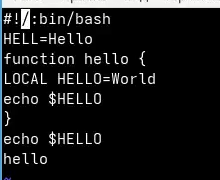 #!/:bin/bash
HELL=Hello
function hello {
LOCAL HELLO=World
echo $HELLO
}
echo $HELLO
hello
~